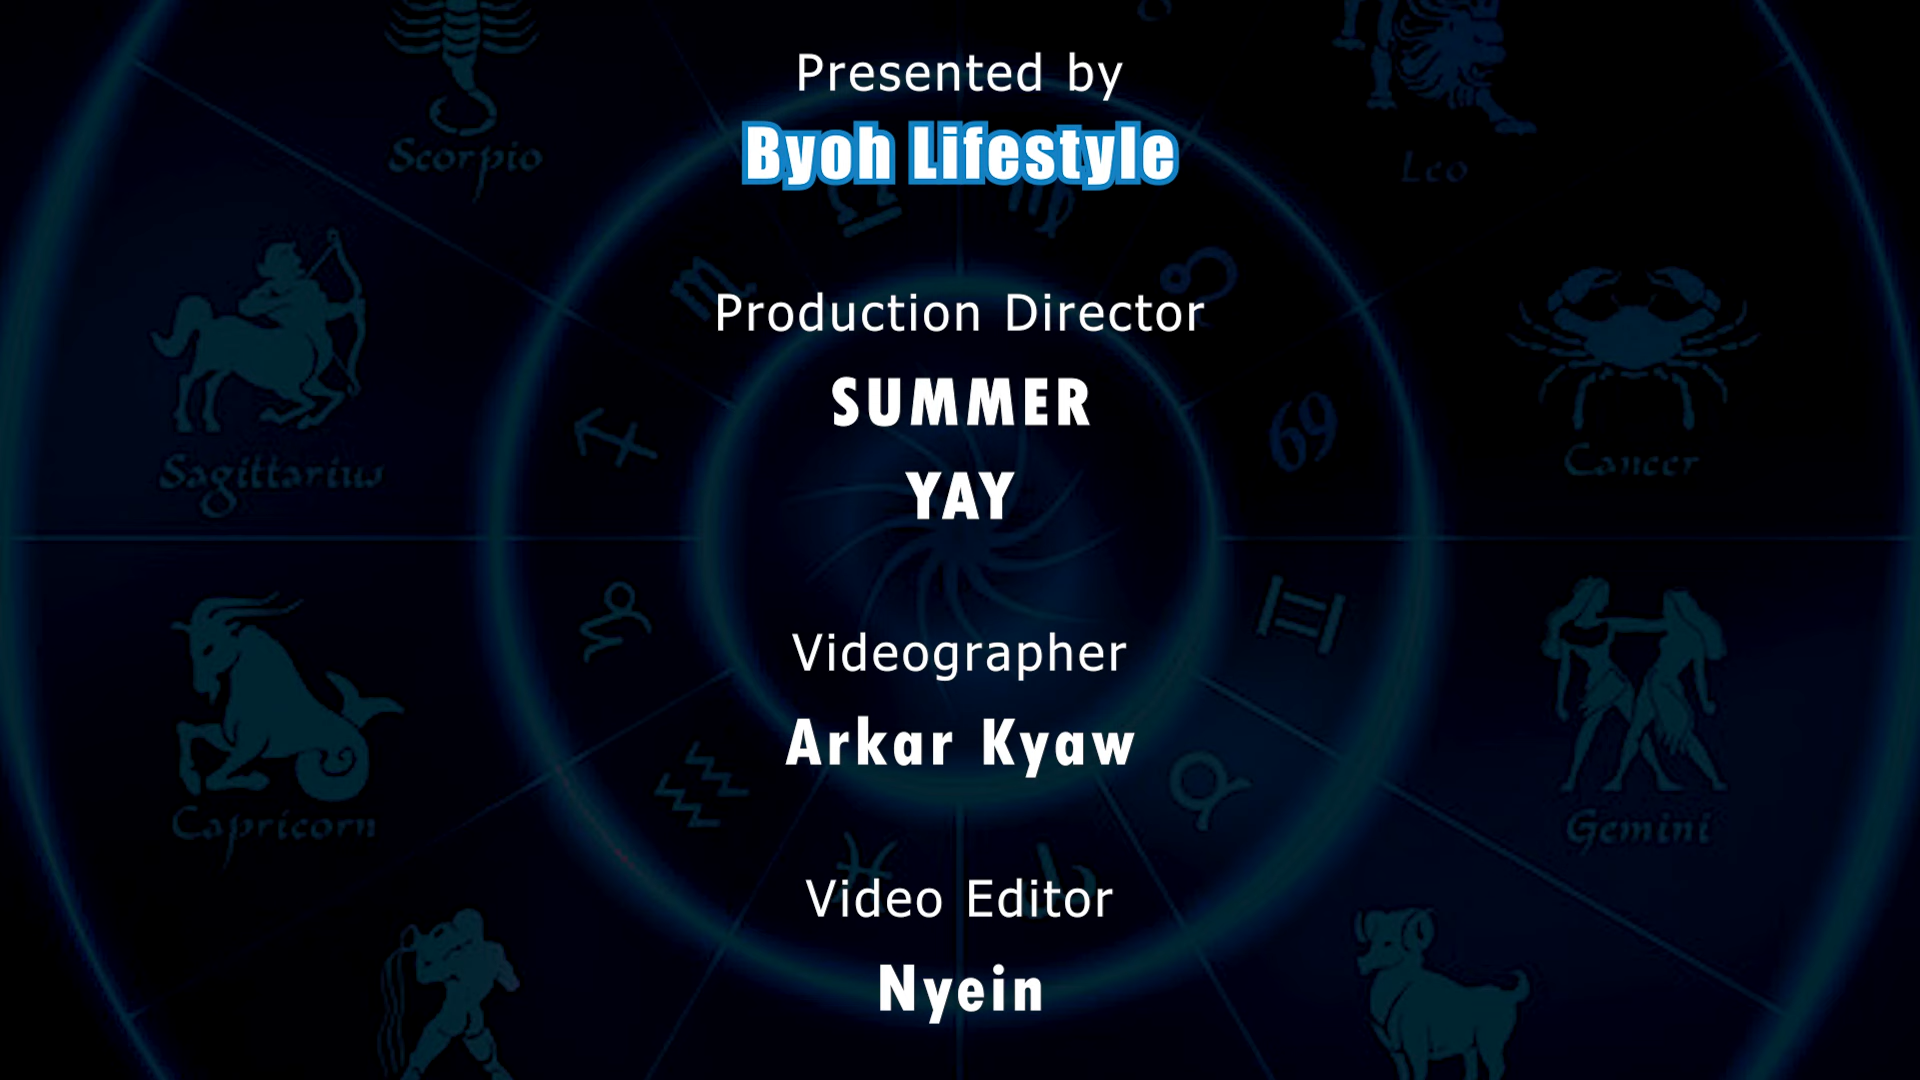 Presented by
Byoh Lifestyle
Scorpio
Leo
Production Director
SUMMER
YAY
Sagittarius
Cancer
Videographer
Arkar Kyaw
Capricorn
Gemini
Video Editor
Nyein